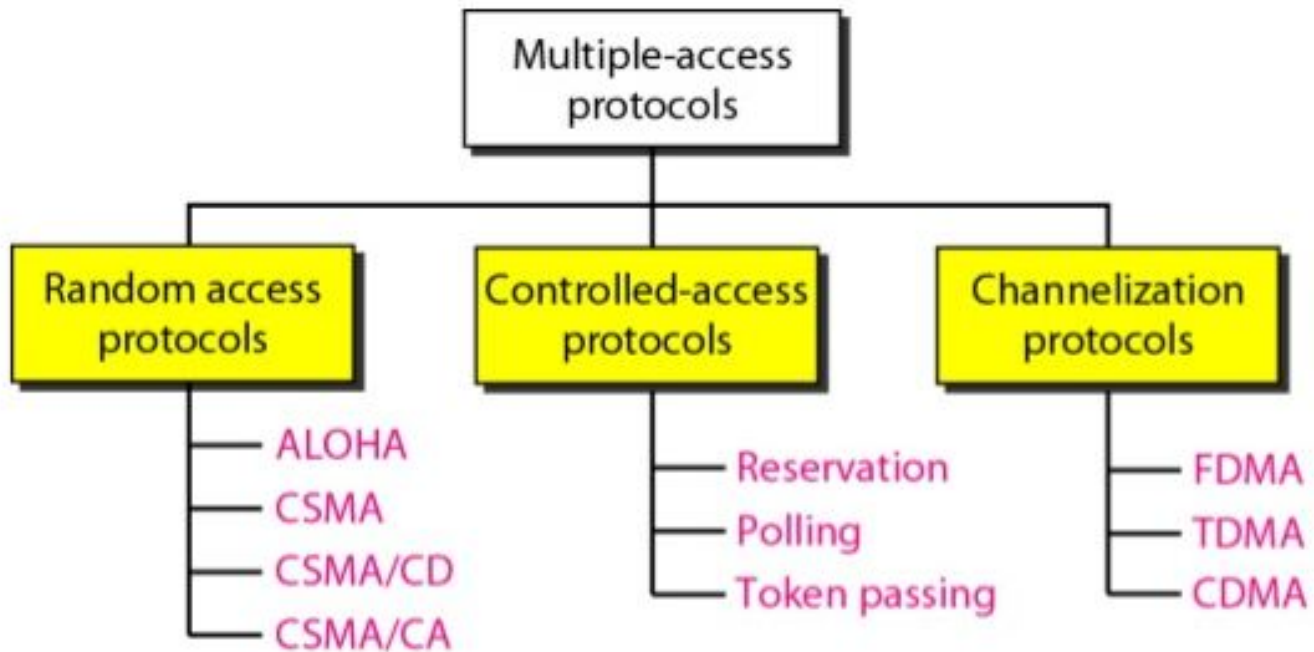 Multiple-access
protocols
Random access
protocols
Controlled-access
protocols
Channelization
protocols
ALOHA
CSMA
CSMA/CD
CSMA/CA
Reservation
Polling
Token passing
FDMA
TDMA
CDMA